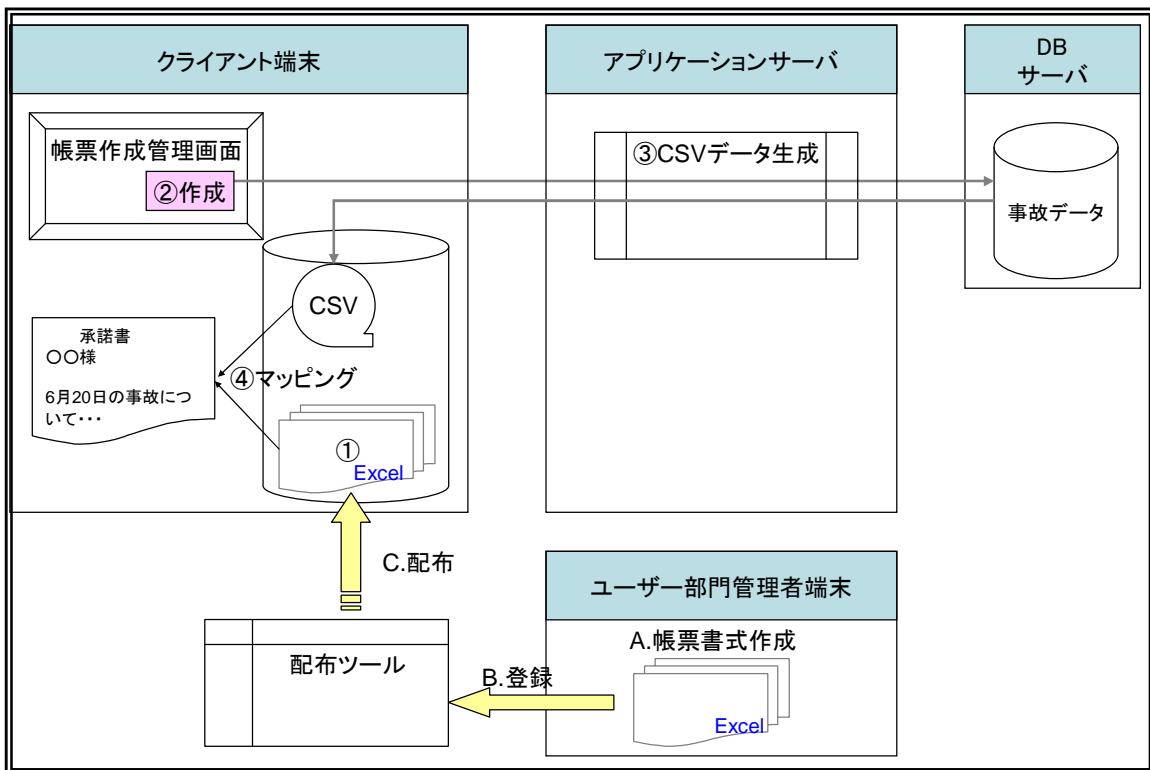 クライアント端末
アプリケーションサーバ
DB
サーバ
帳票作成管理画面
②作成
③CSVデータ生成
事故データ
CSV
承諾書
〇〇様
6月20日の事故につ
いて・・・
④マッピング
①
Excel
C.配布
ユーザー部門管理者端末
A.帳票書式作成
配布ツール
B.登録
Excel